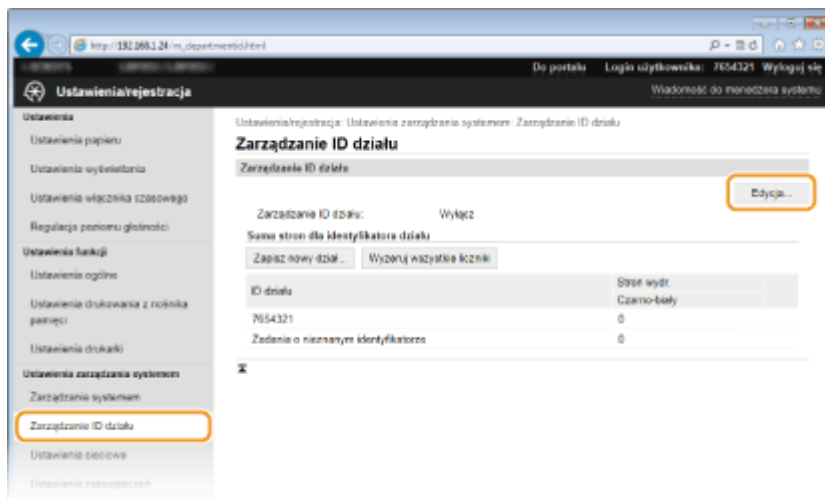 http://192.168.1.24/m_departmentid.html
Do portalu Login użytkownika: 7654321 Wyloguj się
Ustawienia/rejestracja
Wiadomość do menedżera systemu
Ustawienia
Ustawienia papieru
Ustawienia wyświetlania
Ustawienia włącznika czasowego
Regulacja poziomu głośności
Ustawienia funkcji
Ustawienia ogólne
Ustawienia drukowania z nośnika
pamięci
Ustawienia drukarki
Ustawienia zarządzania systemem
Zarządzanie systemem
Zarządzanie ID działu
Ustawienia sieciowe
Ustawienia zabezpieczeń
Ustawienia/rejestracja: Ustawienia zarządzania systemem: Zarządzanie ID działu
Zarządzanie ID działu
Zarządzanie ID działu
Edycja...
Zarządzanie ID działu: Wyłącz
Suma stron dla identyfikatora działu
Zapisz nowy dział... Wyzeruj wszystkie liczniki
ID działu
Stron wydr.
Czarno-biały
7654321 0
Zadania o nieznanym identyfikatorze 0